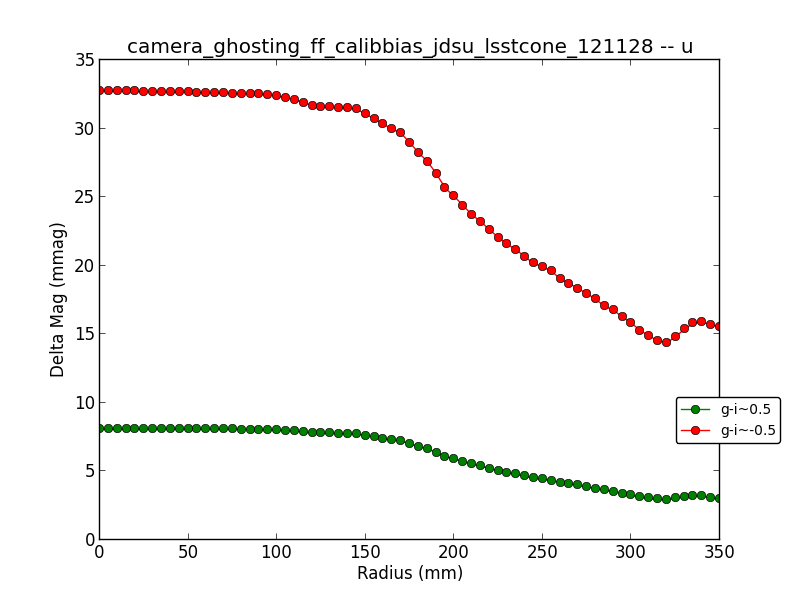 camera_ghosting_ff_calibbias_jdsu_lsstcone_121128 -- u
35
30
25
20
15
10
5
0
Delta Mag (mmag)
g-i~0.5
g-i~-0.5
0 50 100 150 200 250 300 350
Radius (mm)